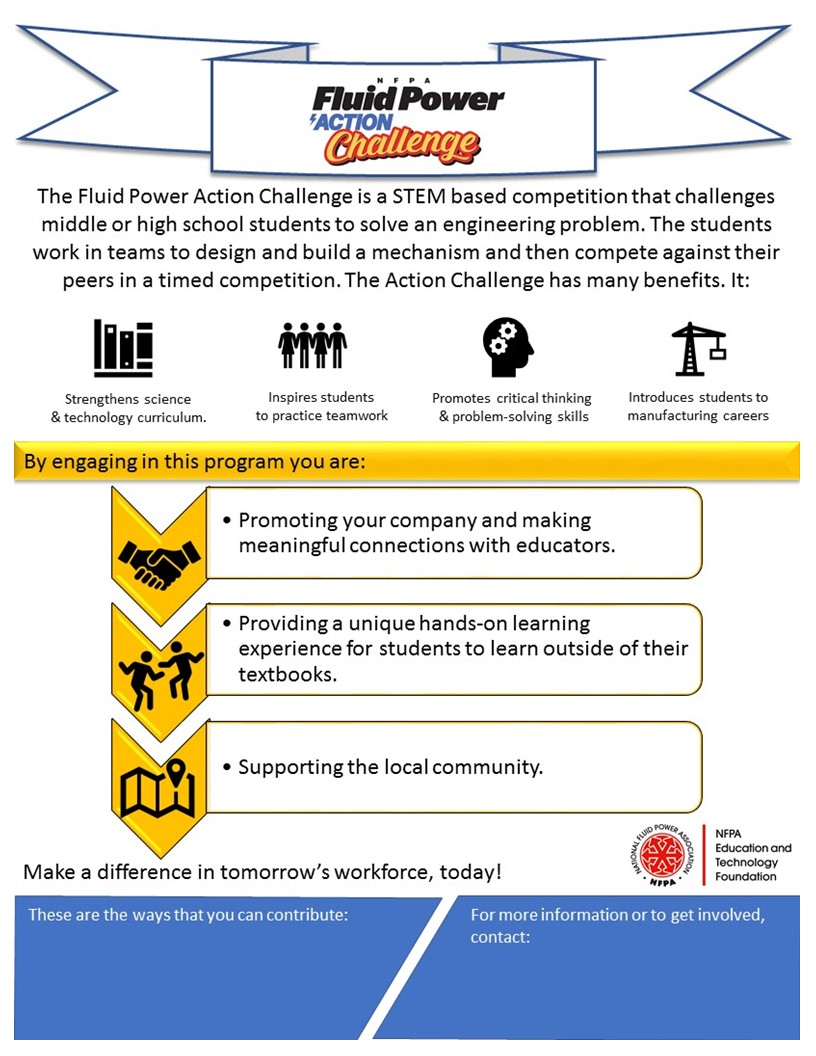 NFPA
Fluid Power
ACTION
Challenge
The Fluid Power Action Challenge is a STEM based competition that challenges
middle or high school students to solve an engineering problem. The students
work in teams to design and build a mechanism and then compete against their
peers in a timed competition. The Action Challenge has many benefits. It:
Strengthens science
& technology curriculum.
Inspires students
to practice teamwork
Promotes critical thinking
& problem-solving skills
Introduces students to
manufacturing careers
By engaging in this program you are:
• Promoting your company and making
meaningful connections with educators.
• Providing a unique hands-on learning
experience for students to learn outside of their
textbooks.
• Supporting the local community.
NATIONAL FLUID POWER ASSOCIATION
NFPA
NFPA
Education and
Technology
Foundation
Make a difference in tomorrow’s workforce, today!
These are the ways that you can contribute:
For more information or to get involved,
contact: